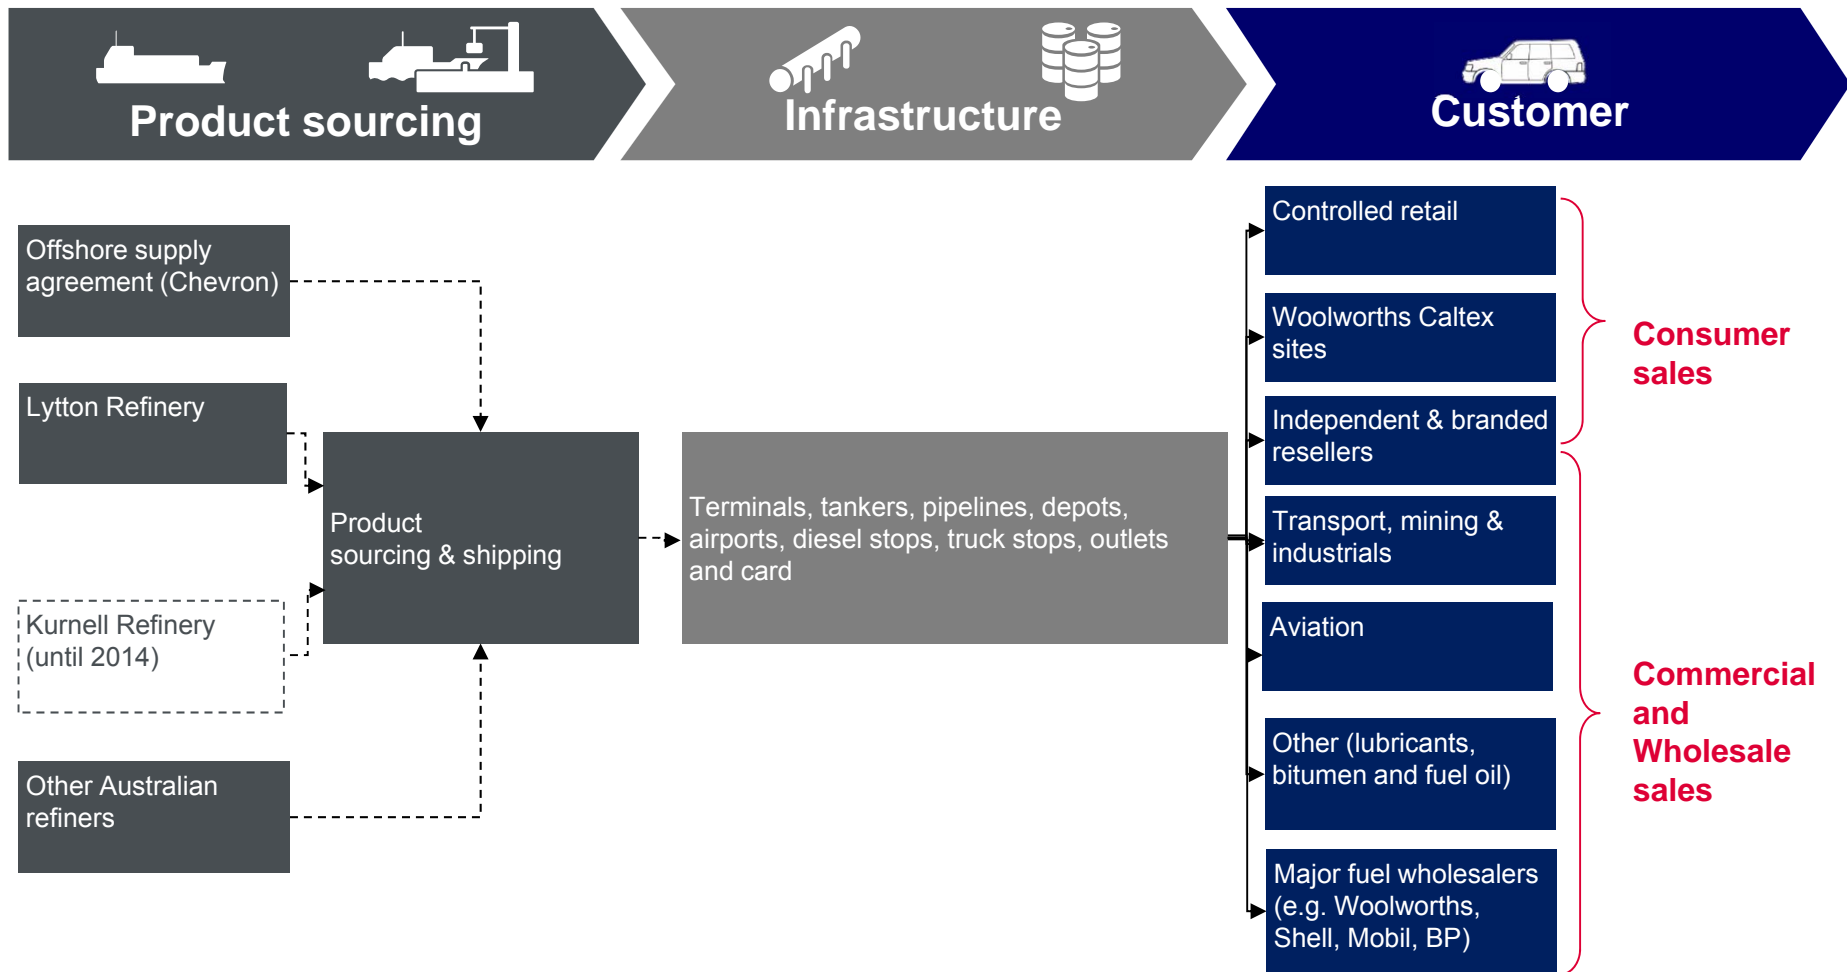 Product sourcing
Infrastructure
Customer
Offshore supply
agreement (Chevron)
Lytton Refinery
Kurnell Refinery
(until 2014)
Other Australian
refiners
Product
sourcing & shipping
Terminals, tankers, pipelines, depots,
airports, diesel stops, truck stops, outlets
and card
Controlled retail
Woolworths Caltex
sites
Independent & branded
resellers
Transport, mining &
industrials
Aviation
Other (lubricants,
bitumen and fuel oil)
Major fuel wholesalers
(e.g. Woolworths,
Shell, Mobil, BP)
Consumer
sales
Commercial
and
Wholesale
sales